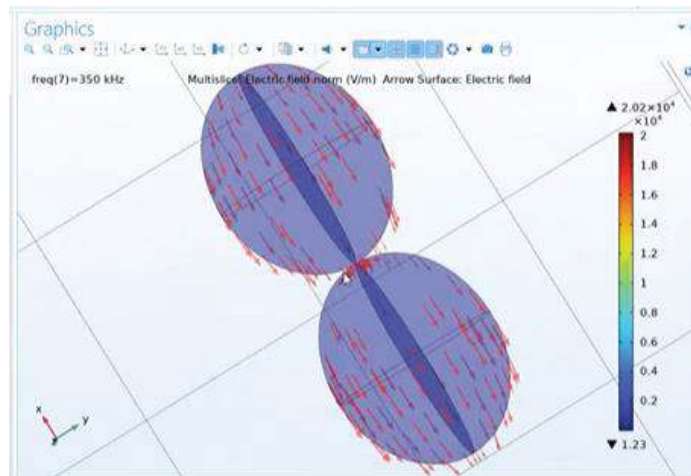 Graphics
freq(7)=350 kHz
Multislice: Electric field norm (V/m) Arrow Surface: Electric field
▲ 2.02×10⁴
×10⁴
2
1.8
1.6
1.4
1.2
1
0.8
0.6
0.4
0.2
▼ 1.23
x
y
z